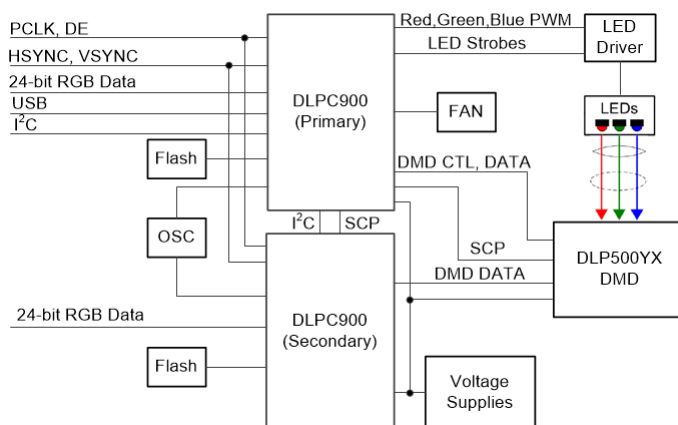 PCLK, DE
HSYNC, VSYNC
24-bit RGB Data
USB
I²C
Flash
OSC
24-bit RGB Data
Flash
DLPC900
(Primary)
I²C
SCP
DLPC900
(Secondary)
Red,Green,Blue PWM
LED Strobes
FAN
DMD CTL, DATA
SCP
DMD DATA
Voltage
Supplies
LED
Driver
LEDs
DLP500YX
DMD